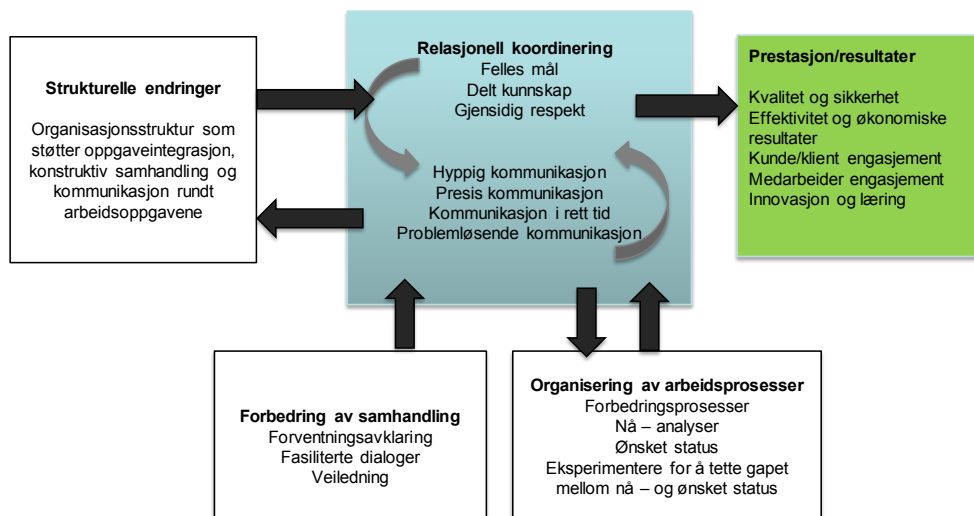 Strukturelle endringer
Organisasjonsstruktur som
støtter oppgaveintegrasjon,
konstruktiv samhandling og
kommunikasjon rundt
arbeidsoppgavene
Relasjonell koordinering
Felles mål
Delt kunnskap
Gjensidig respekt
Hyppig kommunikasjon
Presis kommunikasjon
Kommunikasjon i rett tid
Problemløsende kommunikasjon
Prestasjon/resultater
Kvalitet og sikkerhet
Effektivitet og økonomiske
resultater
Kunde/klient engasjement
Medarbeider engasjement
Innovasjon og læring
Forbedring av samhandling
Forventningsavklaring
Fasiliterte dialoger
Veiledning
Organisering av arbeidsprosesser
Forbedringsprosesser
Nå – analyser
Ønsket status
Eksperimentere for å tette gapet
mellom nå – og ønsket status